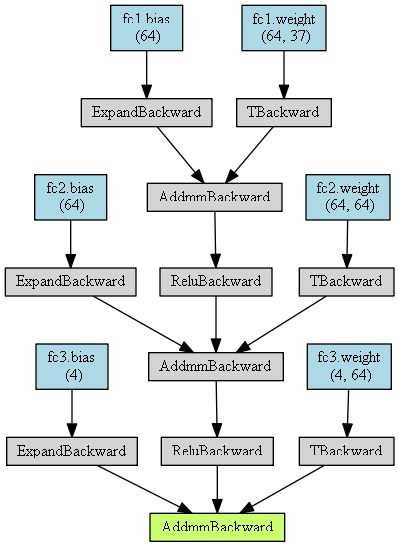 fc1.bias
(64)
fc1.weight
(64, 37)
ExpandBackward
TBackward
AddmmBackward
fc2.bias
(64)
fc2.weight
(64, 64)
ExpandBackward
ReluBackward
TBackward
AddmmBackward
fc3.bias
(4)
fc3.weight
(4, 64)
ExpandBackward
ReluBackward
TBackward
AddmmBackward